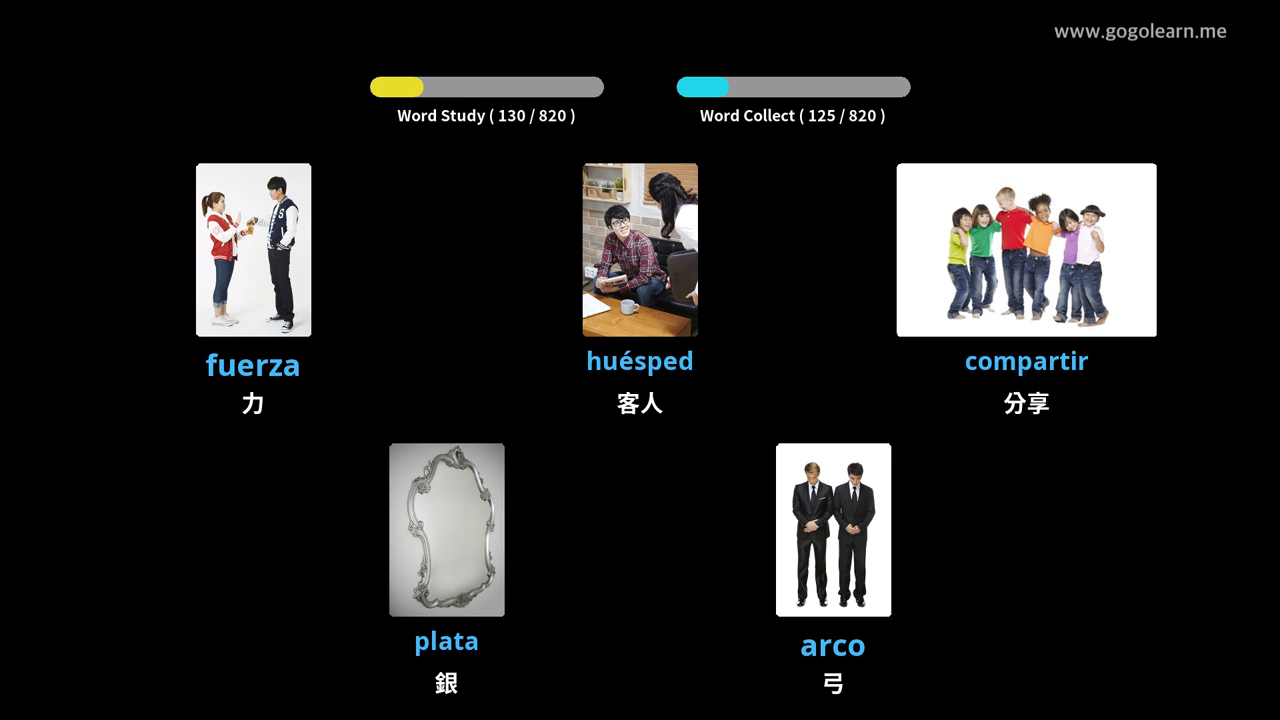 www.gogolearn.me
Word Study ( 130 / 820 )
Word Collect ( 125 / 820 )
fuerza
力
huésped
客人
compartir
分享
plata
銀
arco
弓